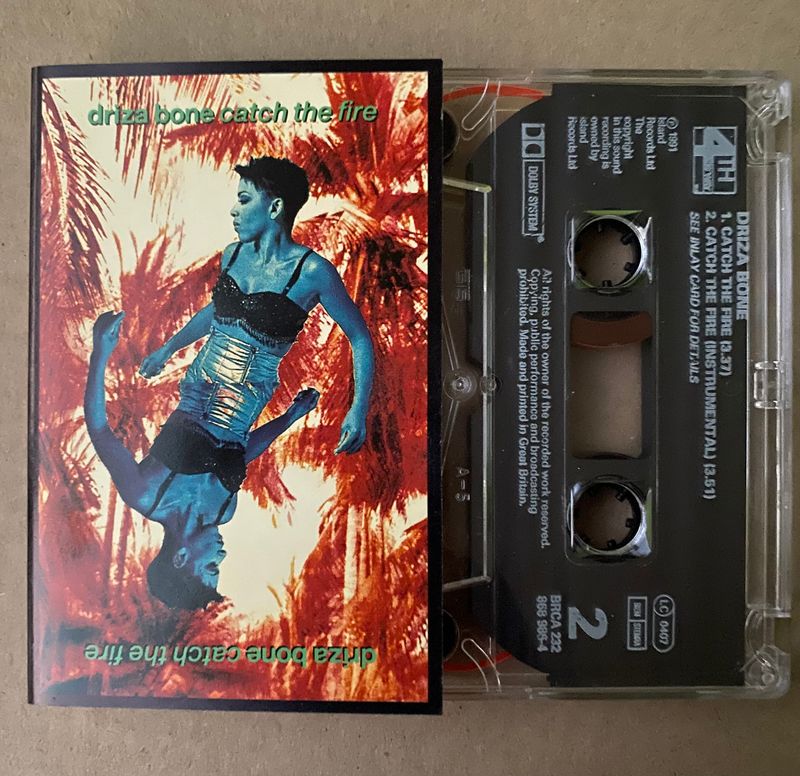 driza bone catch the fire
driza bone catch the fire
4TH
DRIZA BONE
1. CATCH THE FIRE (3.37)
2. CATCH THE FIRE (INSTRUMENTAL) (3.51)
SEE INLAY CARD FOR DETAILS
℗ 1991
Island
Records Ltd
The
copyright
in this sound
recording is
owned by
Island
Records Ltd
DOLBY SYSTEM®
2
LC 0407
BIEM STEMRA
BRCA 232
868 986-4
All rights of the owner of the recorded work reserved.
Copying, public performance and broadcasting
prohibited. Made and printed in Great Britain.
A-5